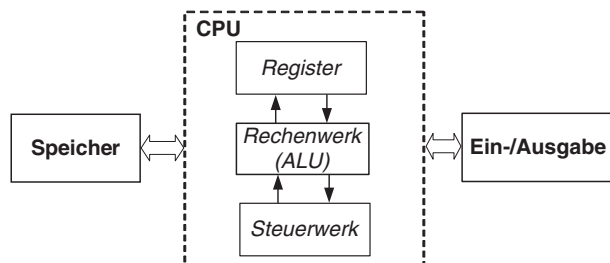 CPU
Register
Speicher
Rechenwerk
(ALU)
Ein-/Ausgabe
Steuerwerk